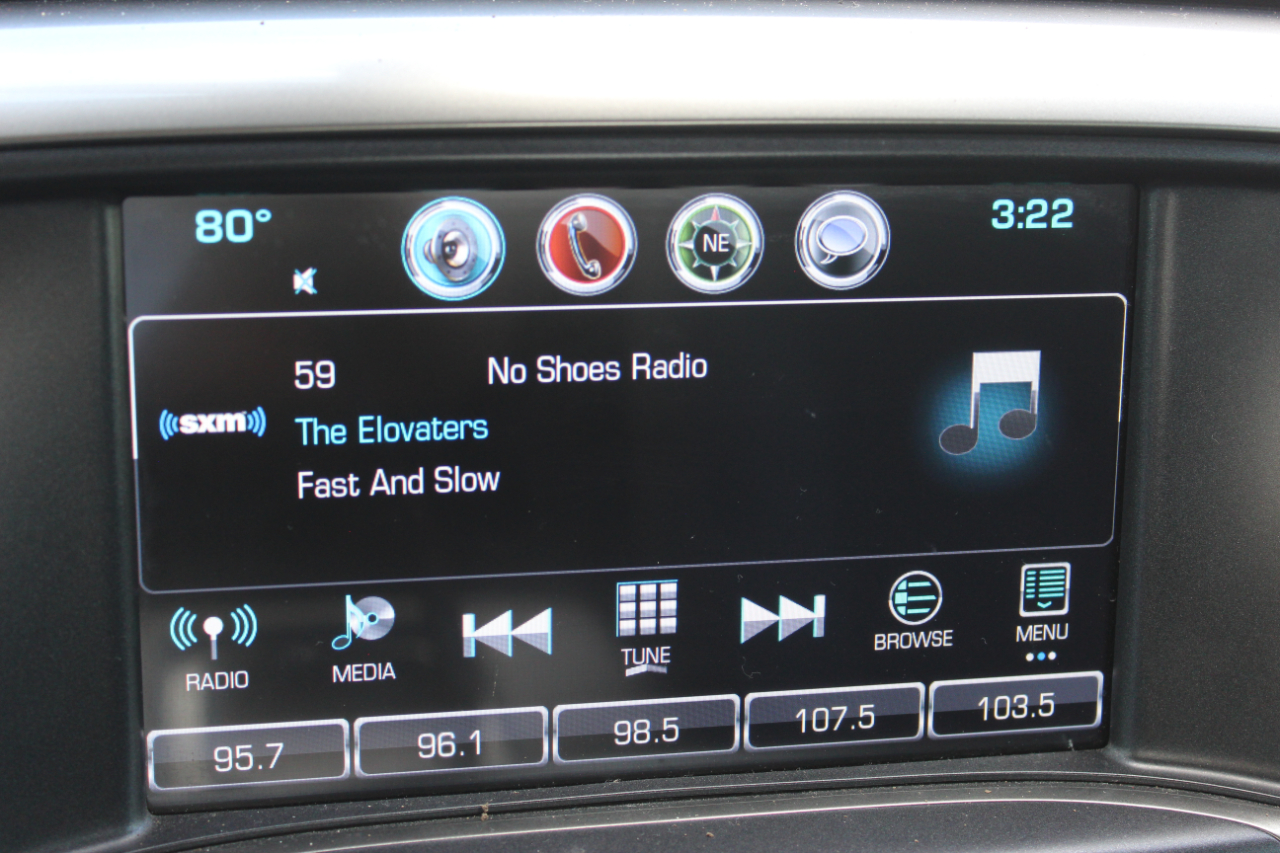 80° 3:22
NE
59 No Shoes Radio
sxm
The Elovaters
Fast And Slow
RADIO MEDIA TUNE BROWSE MENU
95.7 96.1 98.5 107.5 103.5